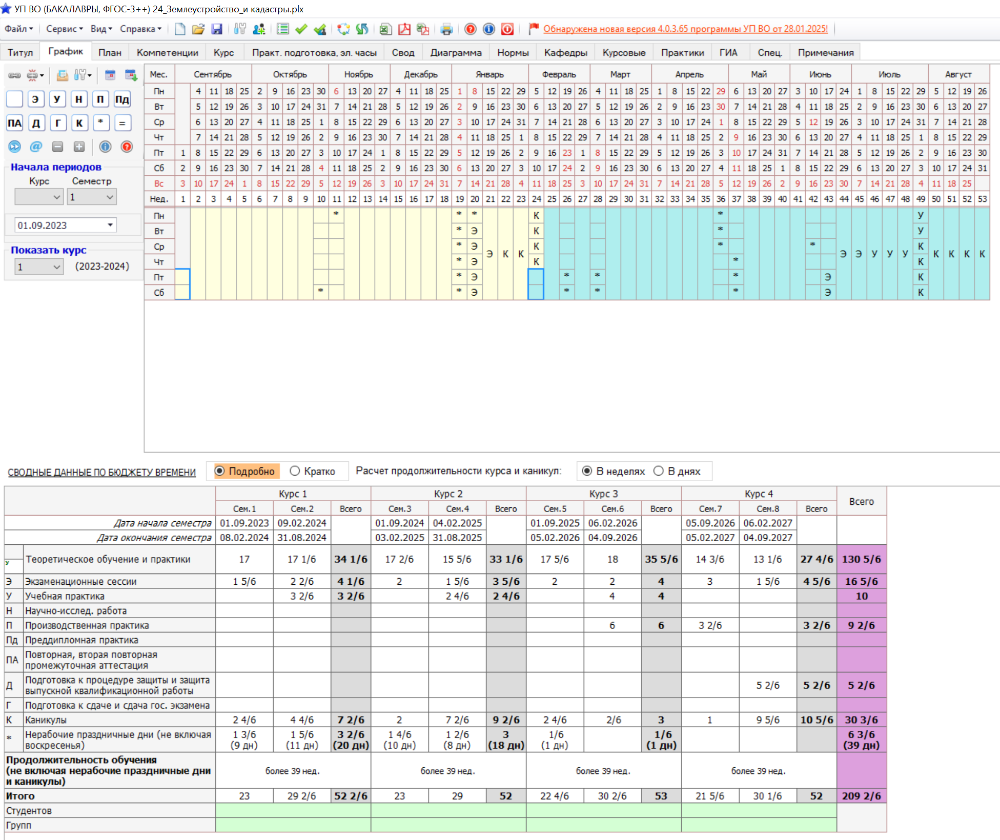 УП ВО (БАКАЛАВРЫ, ФГОС-3++) 24_Землеустройство_и кадастры.plx
Файл Сервис Вид Справка Обнаружена новая версия 4.0.3.65 программы УП ВО от 28.01.2025!
Титул График План Компетенции Курс Практ. подготовка, эл. часы Свод Диаграмма Нормы Кафедры Курсовые Практики ГИА Спец. Примечания
Э У Н П Пд
ПА Д Г К * =
Начала периодов
Курс Семестр
1
01.09.2023
Показать курс
1 (2023-2024)
Мес. Сентябрь Октябрь Ноябрь Декабрь Январь Февраль Март Апрель Май Июнь Июль Август
Пн 4 11 18 25 2 9 16 23 30 6 13 20 27 4 11 18 25 1 8 15 22 29 5 12 19 26 4 11 18 25 1 8 15 22 29 6 13 20 27 3 10 17 24 1 8 15 22 29 5 12 19 26
Вт 5 12 19 26 3 10 17 24 31 7 14 21 28 5 12 19 26 2 9 16 23 30 6 13 20 27 5 12 19 26 2 9 16 23 30 7 14 21 28 4 11 18 25 2 9 16 23 30 6 13 20 27
Ср 6 13 20 27 4 11 18 25 1 8 15 22 29 6 13 20 27 3 10 17 24 31 7 14 21 28 6 13 20 27 3 10 17 24 1 8 15 22 29 5 12 19 26 3 10 17 24 31 7 14 21 28
Чт 7 14 21 28 5 12 19 26 2 9 16 23 30 7 14 21 28 4 11 18 25 1 8 15 22 29 7 14 21 28 4 11 18 25 2 9 16 23 30 6 13 20 27 4 11 18 25 1 8 15 22 29
Пт 1 8 15 22 29 6 13 20 27 3 10 17 24 1 8 15 22 29 5 12 19 26 2 9 16 23 1 8 15 22 29 5 12 19 26 3 10 17 24 31 7 14 21 28 5 12 19 26 2 9 16 23 30
Сб 2 9 16 23 30 7 14 21 28 4 11 18 25 2 9 16 23 30 6 13 20 27 3 10 17 24 2 9 16 23 30 6 13 20 27 4 11 18 25 1 8 15 22 29 6 13 20 27 3 10 17 24 31
Вс 3 10 17 24 1 8 15 22 29 5 12 19 26 3 10 17 24 31 7 14 21 28 4 11 18 25 3 10 17 24 31 7 14 21 28 5 12 19 26 2 9 16 23 30 7 14 21 28 4 11 18 25
Нед. 1 2 3 4 5 6 7 8 9 10 11 12 13 14 15 16 17 18 19 20 21 22 23 24 25 26 27 28 29 30 31 32 33 34 35 36 37 38 39 40 41 42 43 44 45 46 47 48 49 50 51 52 53
Пн * * * К * У
Вт * Э К * У
Ср * Э К * * К
Э К К Э Э У У У К К К К
Чт * Э К * К
Пт * Э * * * Э К
Сб * * Э * * * Э К
СВОДНЫЕ ДАННЫЕ ПО БЮДЖЕТУ ВРЕМЕНИ Подробно Кратко Расчет продолжительности курса и каникул: В неделях В днях
Курс 1 Курс 2 Курс 3 Курс 4 Всего
Сем.1 Сем.2 Всего Сем.3 Сем.4 Всего Сем.5 Сем.6 Всего Сем.7 Сем.8 Всего
Дата начала семестра 01.09.2023 09.02.2024 01.09.2024 04.02.2025 01.09.2025 06.02.2026 05.09.2026 06.02.2027
Дата окончания семестра 08.02.2024 31.08.2024 03.02.2025 31.08.2025 05.02.2026 04.09.2026 05.02.2027 04.09.2027
У Теоретическое обучение и практики 17 17 1/6 34 1/6 17 2/6 15 5/6 33 1/6 17 5/6 18 35 5/6 14 3/6 13 1/6 27 4/6 130 5/6
Э Экзаменационные сессии 1 5/6 2 2/6 4 1/6 2 1 5/6 3 5/6 2 2 4 3 1 5/6 4 5/6 16 5/6
У Учебная практика 3 2/6 3 2/6 2 4/6 2 4/6 4 4 10
Н Научно-исслед. работа
П Производственная практика 6 6 3 2/6 3 2/6 9 2/6
Пд Преддипломная практика
ПА Повторная, вторая повторная
промежуточная аттестация
Д Подготовка к процедуре защиты и защита
выпускной квалификационной работы 5 2/6 5 2/6 5 2/6
Г Подготовка к сдаче и сдача гос. экзамена
К Каникулы 2 4/6 4 4/6 7 2/6 2 7 2/6 9 2/6 2 4/6 2/6 3 1 9 5/6 10 5/6 30 3/6
* Нерабочие праздничные дни (не включая 1 3/6 1 5/6 3 2/6 1 4/6 1 2/6 3 1/6 1/6 6 3/6
воскресенья) (9 дн) (11 дн) (20 дн) (10 дн) (8 дн) (18 дн) (1 дн) (1 дн) (39 дн)
Продолжительность обучения
(не включая нерабочие праздничные дни более 39 нед. более 39 нед. более 39 нед. более 39 нед.
и каникулы)
Итого 23 29 2/6 52 2/6 23 29 52 22 4/6 30 2/6 53 21 5/6 30 1/6 52 209 2/6
Студентов
Групп